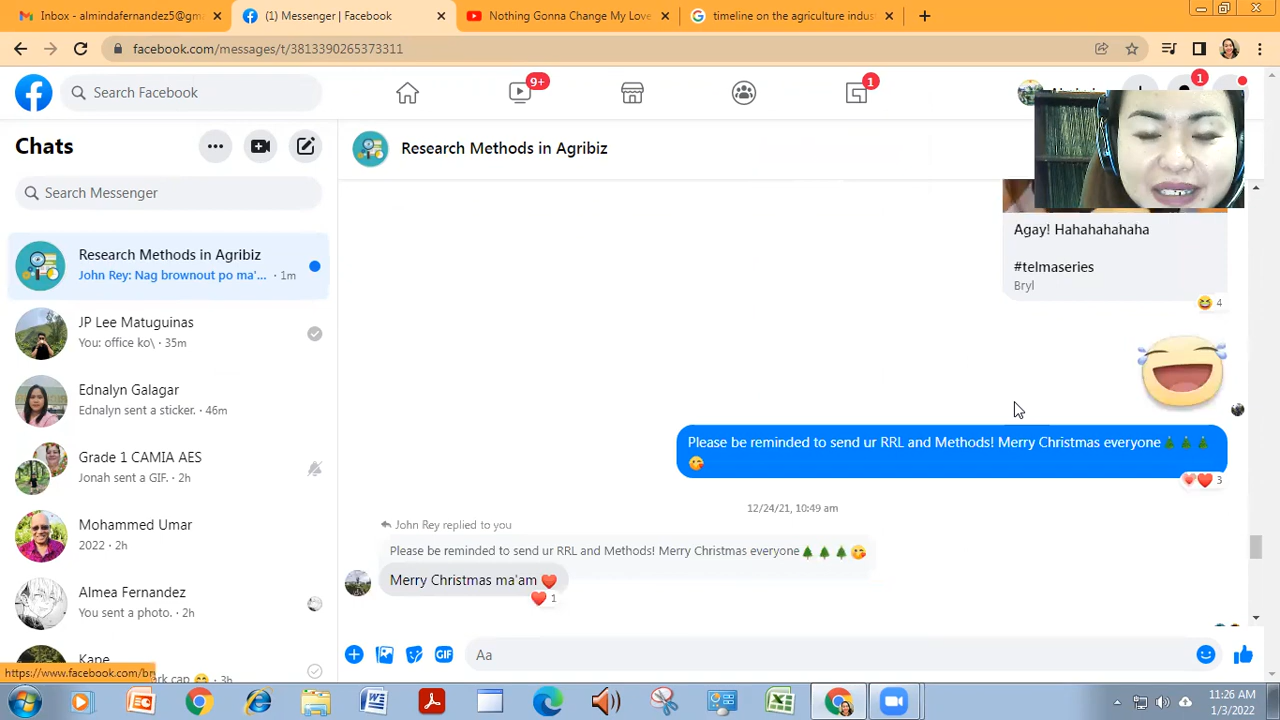 Inbox - almindafernandez5@gm
(1) Messenger | Facebook
Nothing Gonna Change My Love
timeline on the agriculture indus
facebook.com/messages/t/3813390265373311
Search Facebook
9+
1
1
Chats
Research Methods in Agribiz
Search Messenger
Research Methods in Agribiz
John Rey: Nag brownout po ma'... · 1m
JP Lee Matuguinas
You: office ko\ · 35m
Ednalyn Galagar
Ednalyn sent a sticker. · 46m
Grade 1 CAMIA AES
Jonah sent a GIF. · 2h
Mohammed Umar
2022 · 2h
Almea Fernandez
You sent a photo. · 2h
Kape
ark cap 😄 · 3h
https://www.facebook.com/br
Agay! Hahahahahaha
#telmaseries
Bryl
4
Please be reminded to send ur RRL and Methods! Merry Christmas everyone🎄🎄🎄
😘
3
12/24/21, 10:49 am
John Rey replied to you
Please be reminded to send ur RRL and Methods! Merry Christmas everyone🎄🎄🎄😘
Merry Christmas ma'am ❤️
1
GIF
Aa
11:26 AM
1/3/2022